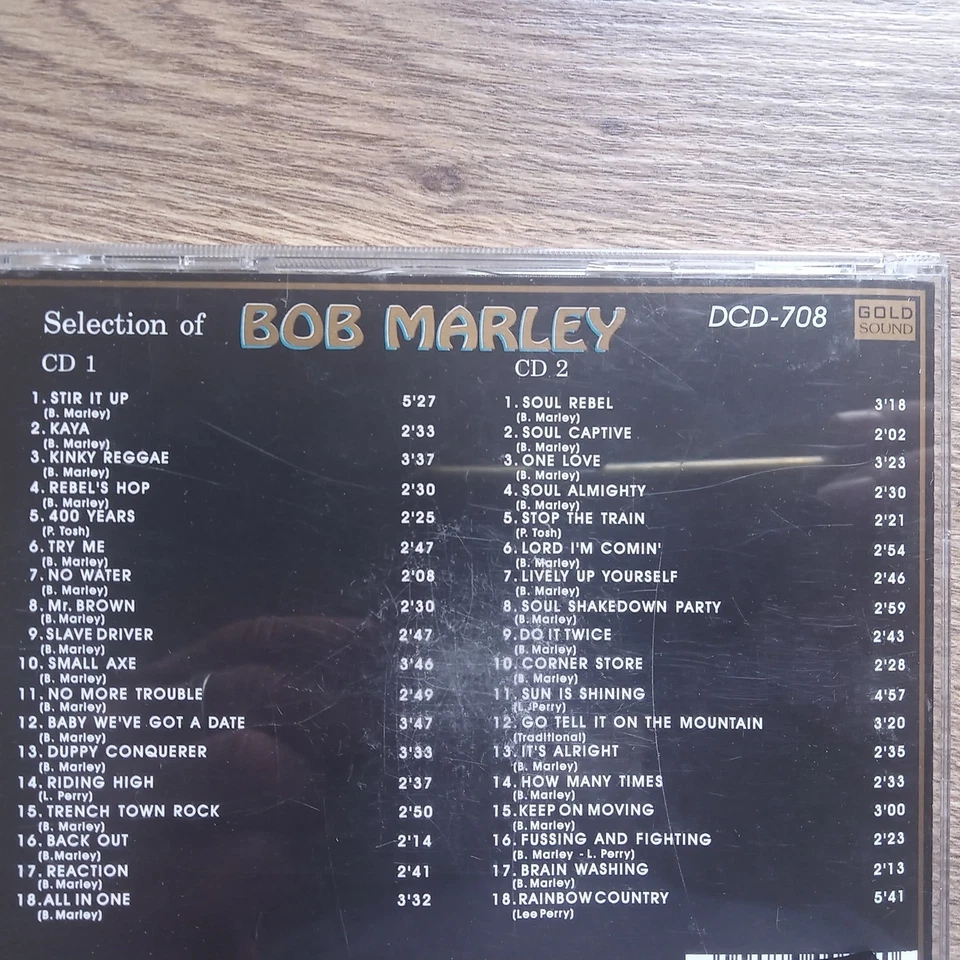 Selection of BOB MARLEY DCD-708 GOLD SOUND
CD 1
1. STIR IT UP 5'27
(B. Marley)
2. KAYA 2'33
(B. Marley)
3. KINKY REGGAE 3'37
(B. Marley)
4. REBEL'S HOP 2'30
(B. Marley)
5. 400 YEARS 2'25
(P. Tosh)
6. TRY ME 2'47
(B. Marley)
7. NO WATER 2'08
(B. Marley)
8. Mr. BROWN 2'30
(B. Marley)
9. SLAVE DRIVER 2'47
(B. Marley)
10. SMALL AXE 3'46
(B. Marley)
11. NO MORE TROUBLE 2'49
(B. Marley)
12. BABY WE'VE GOT A DATE 3'47
(B. Marley)
13. DUPPY CONQUERER 3'33
(B. Marley)
14. RIDING HIGH 2'37
(L. Perry)
15. TRENCH TOWN ROCK 2'50
(B. Marley)
16. BACK OUT 2'14
(B.Marley)
17. REACTION 2'41
(B. Marley)
18. ALL IN ONE 3'32
(B. Marley)
CD 2
1. SOUL REBEL 3'18
(B. Marley)
2. SOUL CAPTIVE 2'02
(B. Marley)
3. ONE LOVE 3'23
(B. Marley)
4. SOUL ALMIGHTY 2'30
(B. Marley)
5. STOP THE TRAIN 2'21
(P. Tosh)
6. LORD I'M COMIN' 2'54
(B. Marley)
7. LIVELY UP YOURSELF 2'46
(B. Marley)
8. SOUL SHAKEDOWN PARTY 2'59
(B. Marley)
9. DO IT TWICE 2'43
(B. Marley)
10. CORNER STORE 2'28
(B. Marley)
11. SUN IS SHINING 4'57
(L. Perry)
12. GO TELL IT ON THE MOUNTAIN 3'20
(Traditional)
13. IT'S ALRIGHT 2'35
(B. Marley)
14. HOW MANY TIMES 2'33
(B. Marley)
15. KEEP ON MOVING 3'00
(B. Marley)
16. FUSSING AND FIGHTING 2'23
(B. Marley - L. Perry)
17. BRAIN WASHING 2'13
(B. Marley)
18. RAINBOW COUNTRY 5'41
(Lee Perry)